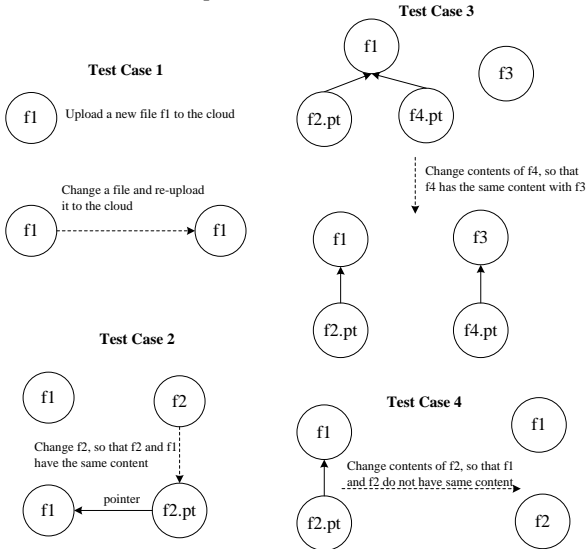 Test Case 1
f1
Upload a new file f1 to the cloud
Change a file and re-upload
it to the cloud
f1
f1
Test Case 2
f1
f2
Change f2, so that f2 and f1
have the same content
f1
pointer
f2.pt
Test Case 3
f1
f3
f2.pt
f4.pt
Change contents of f4, so that
f4 has the same content with f3
f1
f3
f2.pt
f4.pt
Test Case 4
f1
f1
Change contents of f2, so that f1
and f2 do not have same content
f2.pt
f2